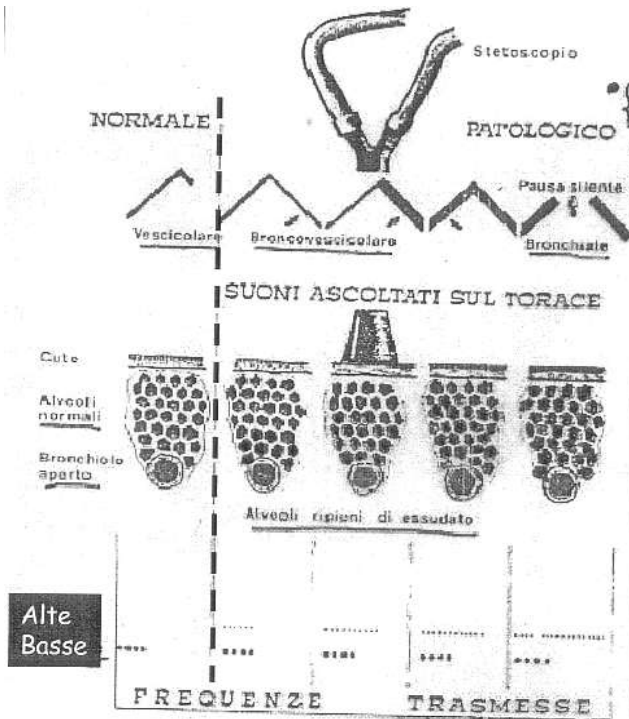 Stetoscopio
NORMALE
PATOLOGICO
Pausa silente
Vescicolare
Broncovescicolare
Bronchiale
SUONI ASCOLTATI SUL TORACE
Cute
Alveoli
normali
Bronchiolo
aperto
Alveoli ripieni di essudato
Alte
Basse
FREQUENZE TRASMESSE